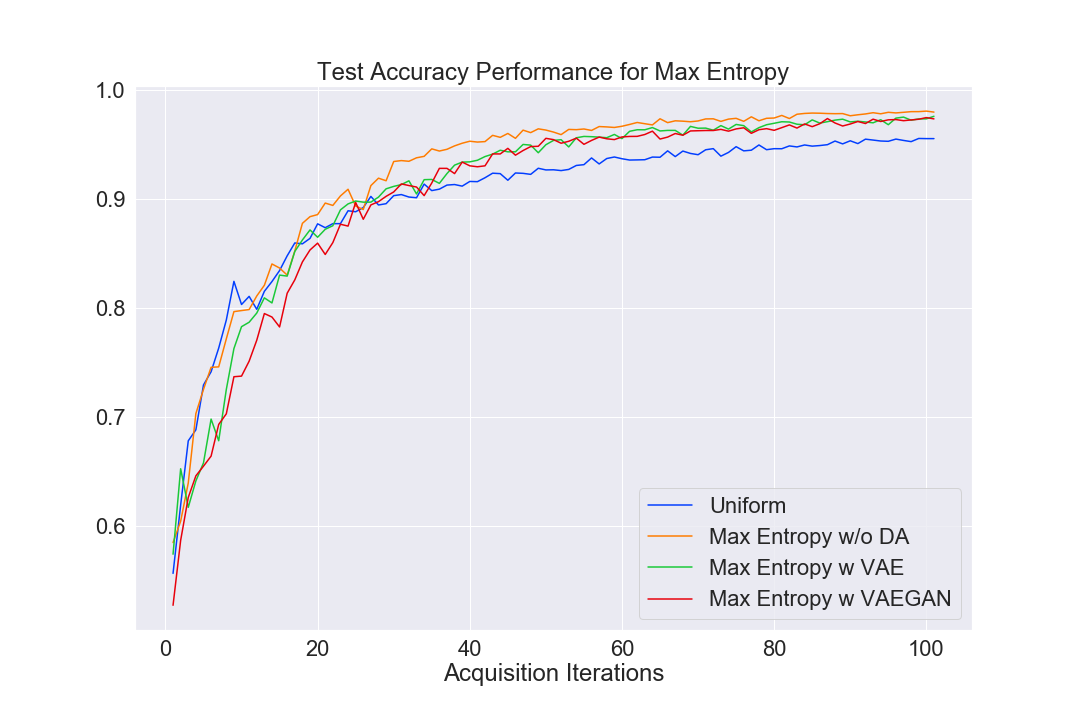 Test Accuracy Performance for Max Entropy
1.0
0.9
0.8
0.7
0.6
Uniform
Max Entropy w/o DA
Max Entropy w VAE
Max Entropy w VAEGAN
0 20 40 60 80 100
Acquisition Iterations